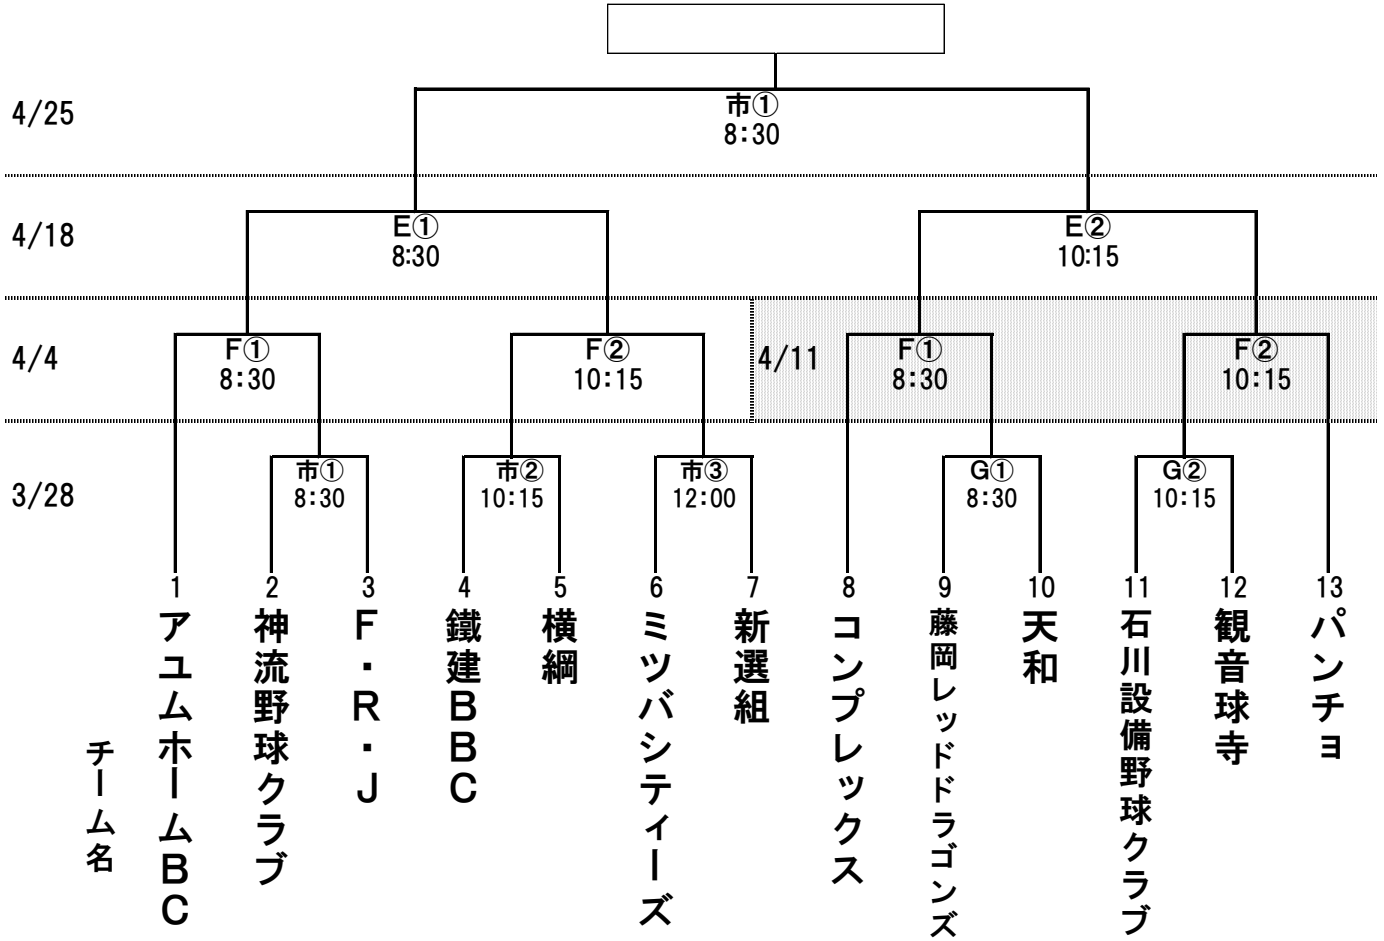 4/25
市①
8:30
4/18
E①
8:30
E②
10:15
4/4
F①
8:30
F②
10:15
4/11
F①
8:30
F②
10:15
3/28
市①
8:30
市②
10:15
市③
12:00
G①
8:30
G②
10:15
1
2
3
4
5
6
7
8
9
10
11
12
13
チーム名
アユムホームBC
神流野球クラブ
F・R・J
鐵建BBC
横綱
ミツバシティーズ
新選組
コンプレックス
藤岡レッドドラゴンズ
天和
石川設備野球クラブ
観音球寺
パンチョ